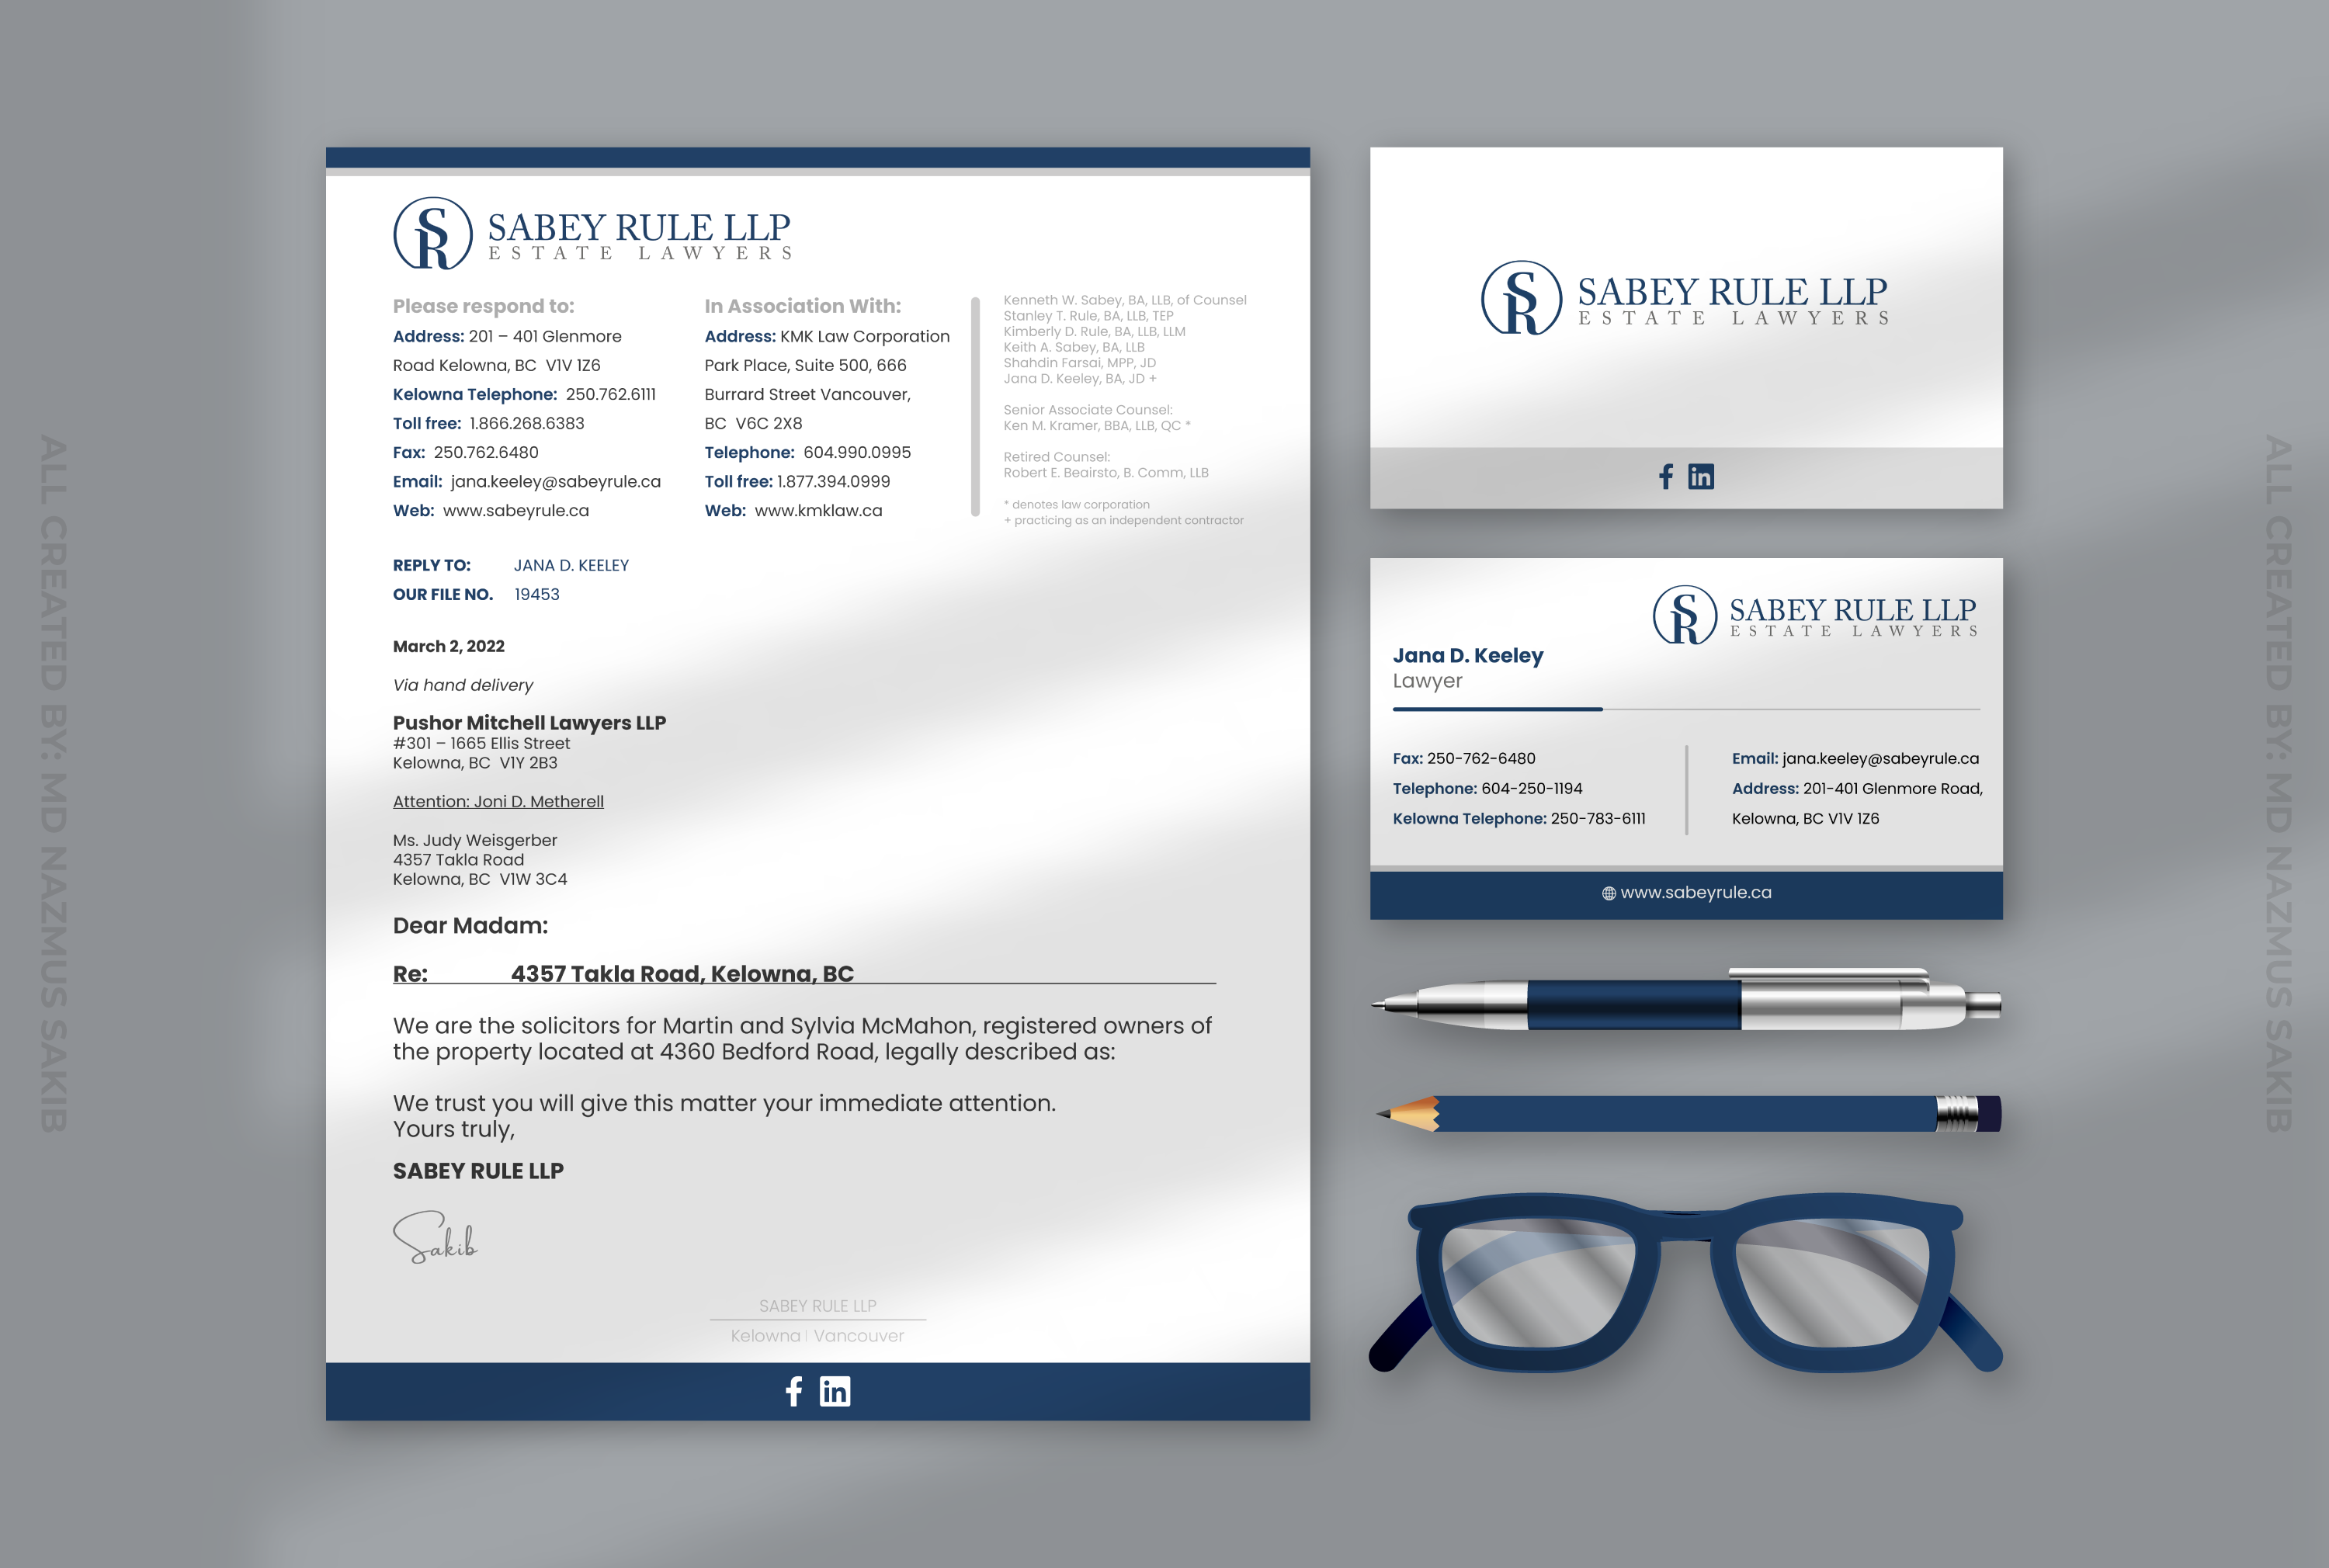 ALL CREATED BY: MD NAZMUS SAKIB
SR
SABEY RULE LLP
ESTATE LAWYERS
Please respond to:
Address: 201 – 401 Glenmore
Road Kelowna, BC V1V 1Z6
Kelowna Telephone: 250.762.6111
Toll free: 1.866.268.6383
Fax: 250.762.6480
Email: jana.keeley@sabeyrule.ca
Web: www.sabeyrule.ca
In Association With:
Address: KMK Law Corporation
Park Place, Suite 500, 666
Burrard Street Vancouver,
BC V6C 2X8
Telephone: 604.990.0995
Toll free: 1.877.394.0999
Web: www.kmklaw.ca
Kenneth W. Sabey, BA, LLB, of Counsel
Stanley T. Rule, BA, LLB, TEP
Kimberly D. Rule, BA, LLB, LLM
Keith A. Sabey, BA, LLB
Shahdin Farsai, MPP, JD
Jana D. Keeley, BA, JD +
Senior Associate Counsel:
Ken M. Kramer, BBA, LLB, QC *
Retired Counsel:
Robert E. Beairsto, B. Comm, LLB
* denotes law corporation
+ practicing as an independent contractor
REPLY TO: JANA D. KEELEY
OUR FILE NO. 19453
March 2, 2022
Via hand delivery
Pushor Mitchell Lawyers LLP
#301 – 1665 Ellis Street
Kelowna, BC V1Y 2B3
Attention: Joni D. Metherell
Ms. Judy Weisgerber
4357 Takla Road
Kelowna, BC V1W 3C4
Dear Madam:
Re: 4357 Takla Road, Kelowna, BC
We are the solicitors for Martin and Sylvia McMahon, registered owners of
the property located at 4360 Bedford Road, legally described as:
We trust you will give this matter your immediate attention.
Yours truly,
SABEY RULE LLP
Sakib
SABEY RULE LLP
Kelowna | Vancouver
f in
SR
SABEY RULE LLP
ESTATE LAWYERS
f in
SR
SABEY RULE LLP
ESTATE LAWYERS
Jana D. Keeley
Lawyer
Fax: 250-762-6480
Telephone: 604-250-1194
Kelowna Telephone: 250-783-6111
Email: jana.keeley@sabeyrule.ca
Address: 201-401 Glenmore Road,
Kelowna, BC V1V 1Z6
www.sabeyrule.ca
ALL CREATED BY: MD NAZMUS SAKIB